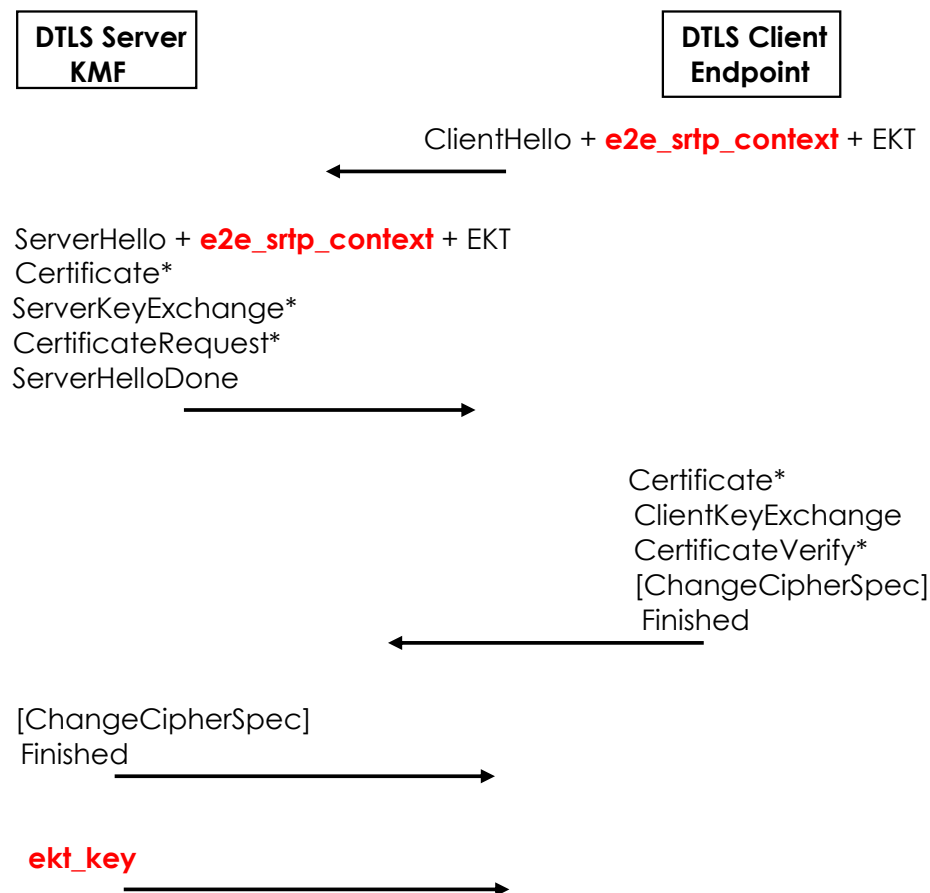 DTLS Server
KMF
DTLS Client
Endpoint
ClientHello + e2e_srtp_context + EKT
ServerHello + e2e_srtp_context + EKT
Certificate*
ServerKeyExchange*
CertificateRequest*
ServerHelloDone
Certificate*
ClientKeyExchange
CertificateVerify*
[ChangeCipherSpec]
Finished
[ChangeCipherSpec]
Finished
ekt_key